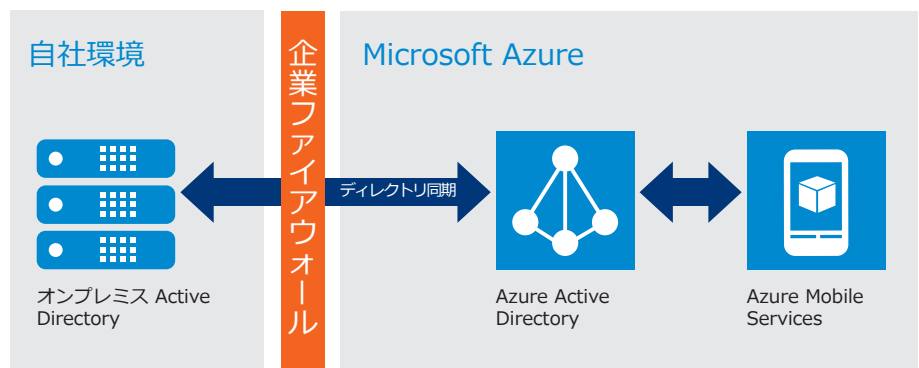 自社環境
企業ファイアウォール
Microsoft Azure
ディレクトリ同期
オンプレミス Active
Directory
Azure Active
Directory
Azure Mobile
Services